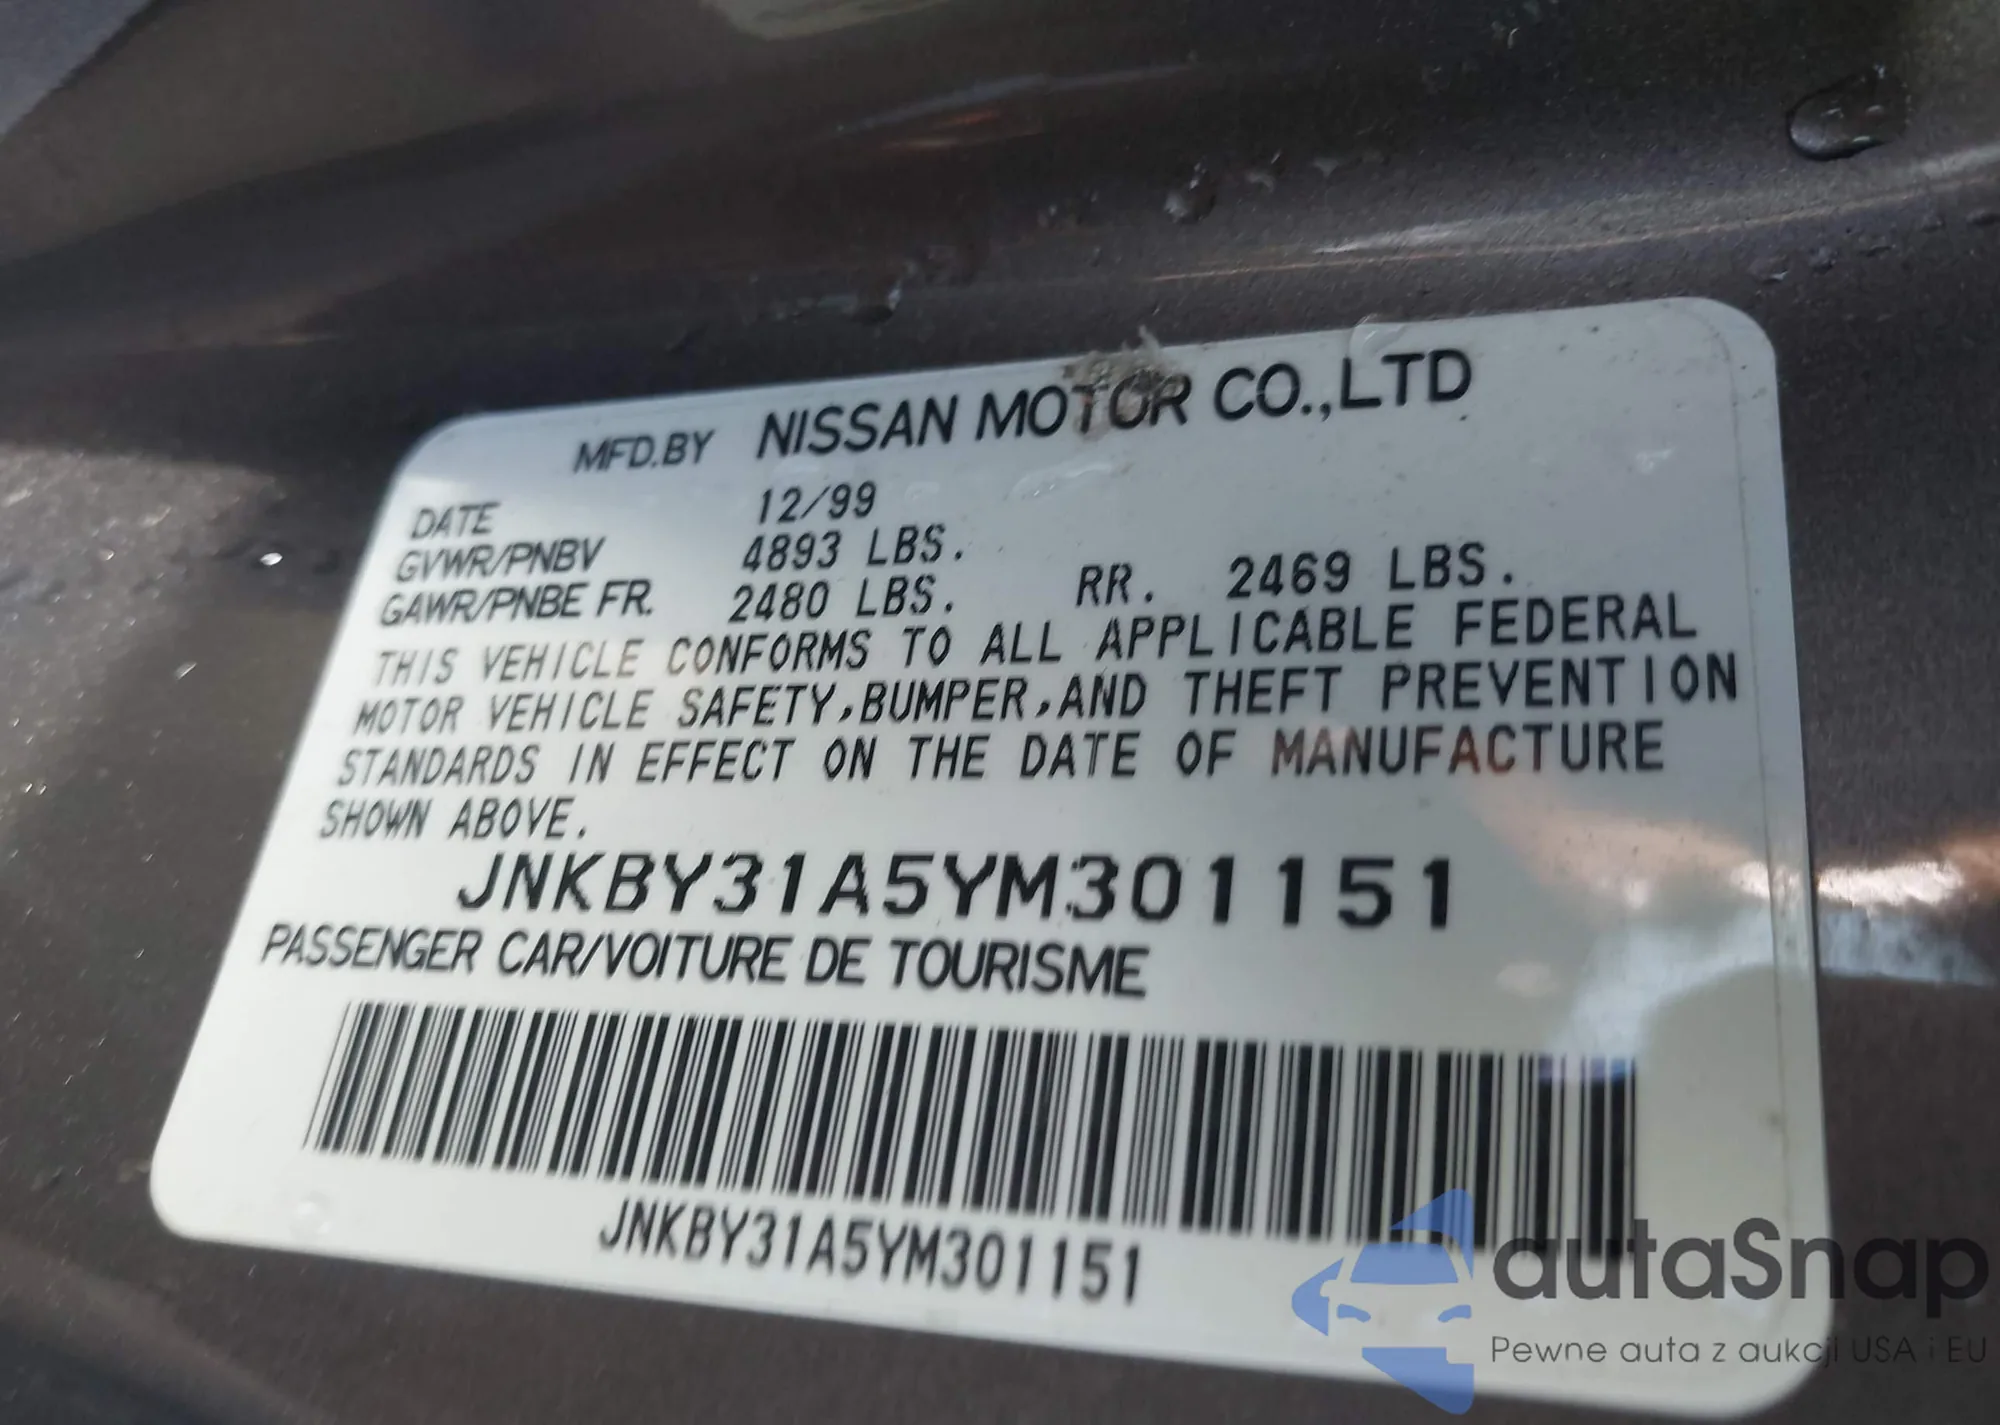 MFD.BY NISSAN MOTOR CO.,LTD
DATE 12/99
GVWR/PNBV 4893 LBS.
GAWR/PNBE FR. 2480 LBS. RR. 2469 LBS.
THIS VEHICLE CONFORMS TO ALL APPLICABLE FEDERAL
MOTOR VEHICLE SAFETY,BUMPER,AND THEFT PREVENTION
STANDARDS IN EFFECT ON THE DATE OF MANUFACTURE
SHOWN ABOVE.
JNKBY31A5YM301151
PASSENGER CAR/VOITURE DE TOURISME
JNKBY31A5YM301151
autaSnap
Pewne auta z aukcji USA i EU